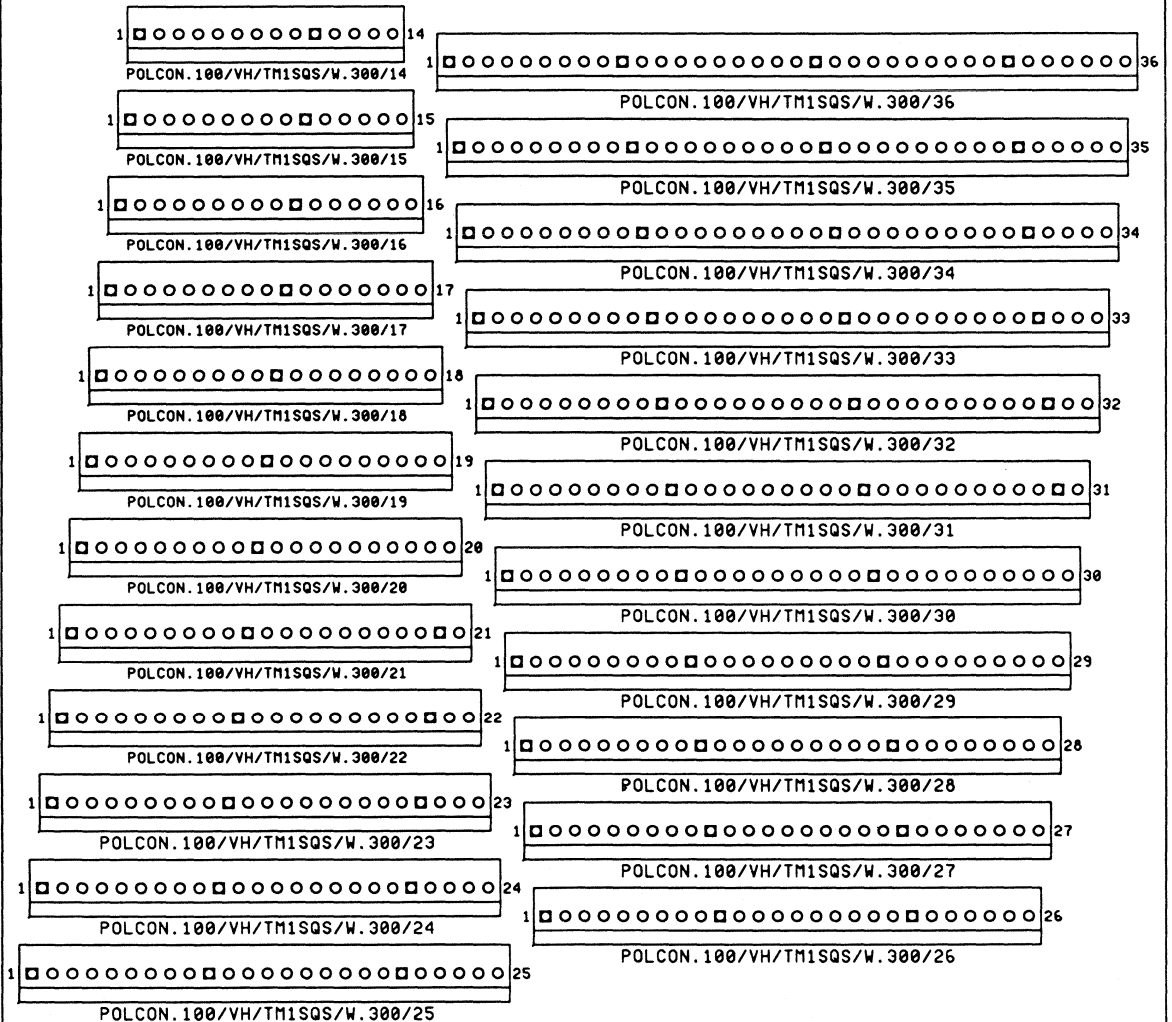 1 14
POLCON.100/VH/TM1SQS/W.300/14
1 15
POLCON.100/VH/TM1SQS/W.300/15
1 16
POLCON.100/VH/TM1SQS/W.300/16
1 17
POLCON.100/VH/TM1SQS/W.300/17
1 18
POLCON.100/VH/TM1SQS/W.300/18
1 19
POLCON.100/VH/TM1SQS/W.300/19
1 20
POLCON.100/VH/TM1SQS/W.300/20
1 21
POLCON.100/VH/TM1SQS/W.300/21
1 22
POLCON.100/VH/TM1SQS/W.300/22
1 23
POLCON.100/VH/TM1SQS/W.300/23
1 24
POLCON.100/VH/TM1SQS/W.300/24
1 25
POLCON.100/VH/TM1SQS/W.300/25
1 36
POLCON.100/VH/TM1SQS/W.300/36
1 35
POLCON.100/VH/TM1SQS/W.300/35
1 34
POLCON.100/VH/TM1SQS/W.300/34
1 33
POLCON.100/VH/TM1SQS/W.300/33
1 32
POLCON.100/VH/TM1SQS/W.300/32
1 31
POLCON.100/VH/TM1SQS/W.300/31
1 30
POLCON.100/VH/TM1SQS/W.300/30
1 29
POLCON.100/VH/TM1SQS/W.300/29
1 28
POLCON.100/VH/TM1SQS/W.300/28
1 27
POLCON.100/VH/TM1SQS/W.300/27
1 26
POLCON.100/VH/TM1SQS/W.300/26